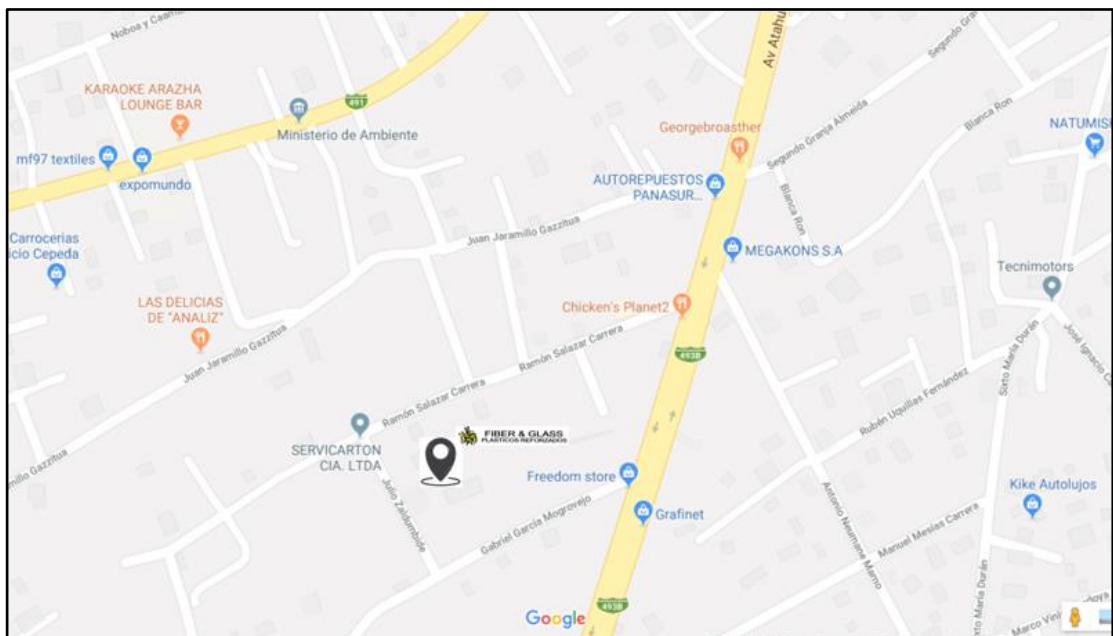 Noboa y Caam
Av Atahu
Segundo Gran
KARAOKE ARAZHA
LOUNGE BAR
491
Ministerio de Ambiente
Georgebroasther
Segundo Granja Almeida
Blanca Ron
NATUMIS
mf97 textiles
expomundo
AUTOREPUESTOS
PANASUR...
Blanca Ron
Juan Jaramillo Gazzitua
Carrocerias
icio Cepeda
MEGAKONS S.A
Tecnimotors
LAS DELICIAS
DE "ANALIZ"
Chicken's Planet2
Juan Jaramillo Gazzitua
Ramón Salazar Carrera
493B
José Ignacio C
Sixto María Durán
Rubén Uquillas Fernández
Ramón Salazar Carrera
FIBER & GLASS
PLASTICOS REFORZADOS
SERVICARTON
CIA. LTDA
Gazzitua
Julio Zaldumbide
Freedom store
Grafinet
Kike Autolujos
Gabriel García Mogrovejo
Antonio Neumane Marno
Manuel Mesías Carrera
Sixto María Durán
Google
493B
Marco Vini
doya